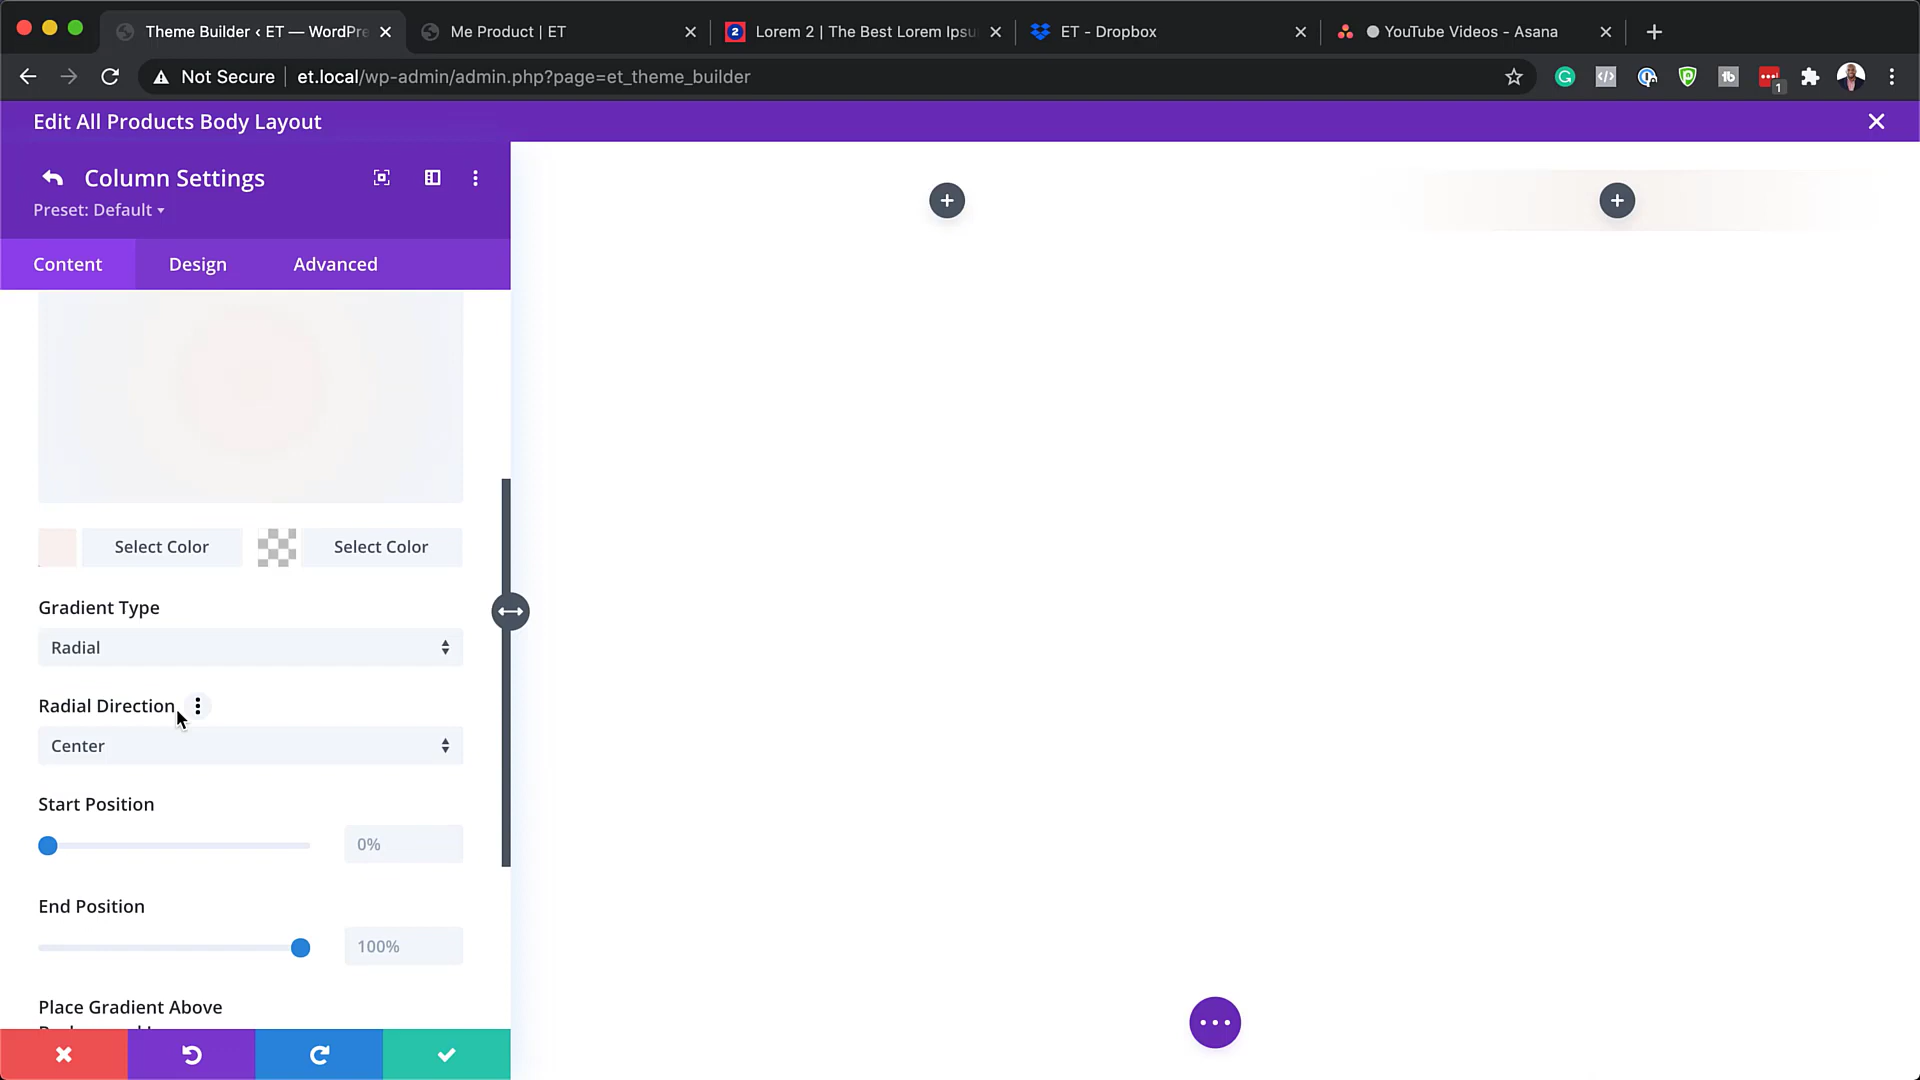 Theme Builder ‹ ET — WordPre
Me Product | ET
2 Lorem 2 | The Best Lorem Ipsu
ET - Dropbox
YouTube Videos - Asana
Not Secure et.local/wp-admin/admin.php?page=et_theme_builder
1
Edit All Products Body Layout
Column Settings
Preset: Default
Content Design Advanced
Select Color Select Color
Gradient Type
Radial
Radial Direction
Center
Start Position
0%
End Position
100%
Place Gradient Above